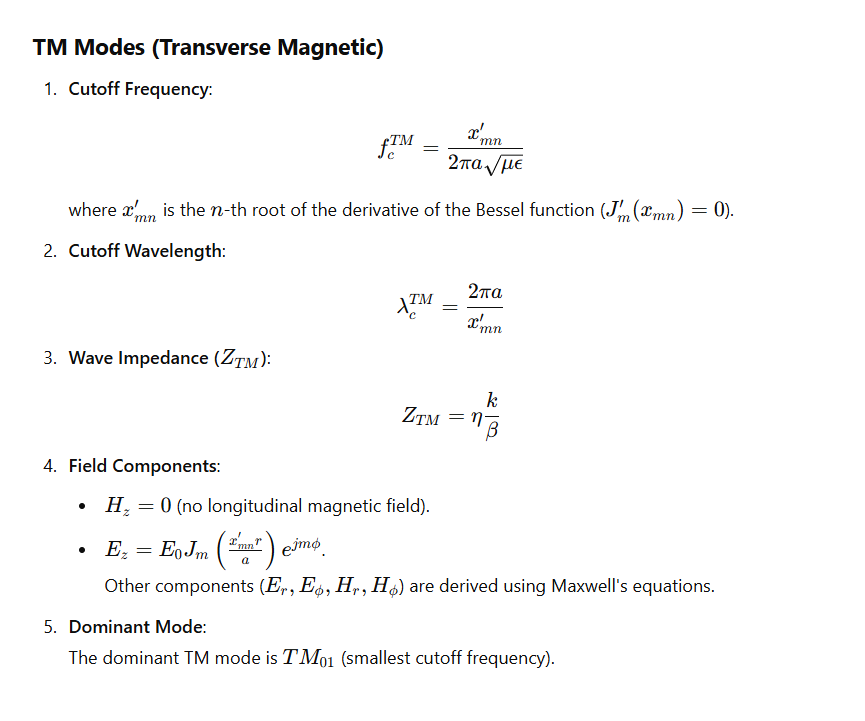 TM Modes (Transverse Magnetic)
1. Cutoff Frequency:
$f_c^{TM} = \frac{x'_{mn}}{2\pi a\sqrt{\mu\epsilon}}$
where $x'_{mn}$ is the $n$-th root of the derivative of the Bessel function ($J'_m(x_{mn}) = 0$).
2. Cutoff Wavelength:
$\lambda_c^{TM} = \frac{2\pi a}{x'_{mn}}$
3. Wave Impedance ($Z_{TM}$):
$Z_{TM} = \eta \frac{k}{\beta}$
4. Field Components:
• $H_z = 0$ (no longitudinal magnetic field).
• $E_z = E_0 J_m \left( \frac{x'_{mn} r}{a} \right) e^{jm\phi}$.
Other components ($E_r, E_\phi, H_r, H_\phi$) are derived using Maxwell's equations.
5. Dominant Mode:
The dominant TM mode is $TM_{01}$ (smallest cutoff frequency).